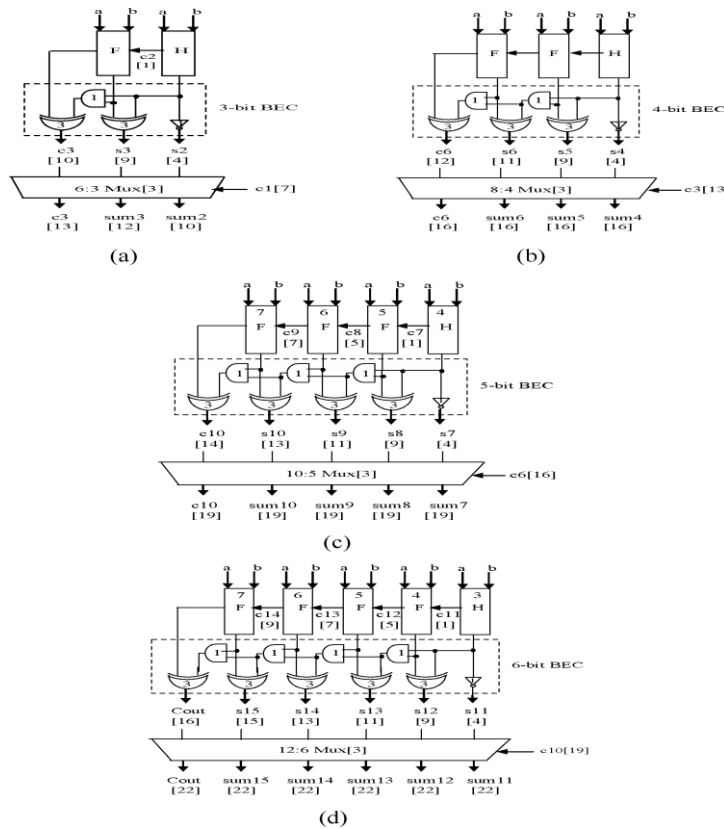 a b a b
F H
c2
[1]
1
3-bit BEC
3 3
c3 s3 s2
[10] [9] [4]
6:3 Mux[3]
c1[7]
c3 sum3 sum2
[13] [12] [10]
(a)
a b a b a b
F F H
1 1
4-bit BEC
3 3 3
c6 s6 s5 s4
[12] [11] [9] [4]
8:4 Mux[3]
c3[13
c6 sum6 sum5 sum4
[16] [16] [16] [16]
(b)
a b a b a b a b
7 6 5 4
F F F H
c9 c8 c7
[7] [5] [1]
1 1 1
5-bit BEC
3 3 3 3
c10 s10 s9 s8 s7
[14] [13] [11] [9] [4]
10:5 Mux[3]
c6[16]
c10 sum10 sum9 sum8 sum7
[19] [19] [19] [19] [19]
(c)
a b a b a b a b a b
7 6 5 4 3
F F F F H
c14 c13 c12 c11
[9] [7] [5] [1]
1 1 1 1
6-bit BEC
3 3 3 3 3
Cout s15 s14 s13 s12 s11
[16] [15] [13] [11] [9] [4]
12:6 Mux[3]
c10[19]
Cout sum15 sum14 sum13 sum12 sum11
[22] [22] [22] [22] [22] [22]
(d)